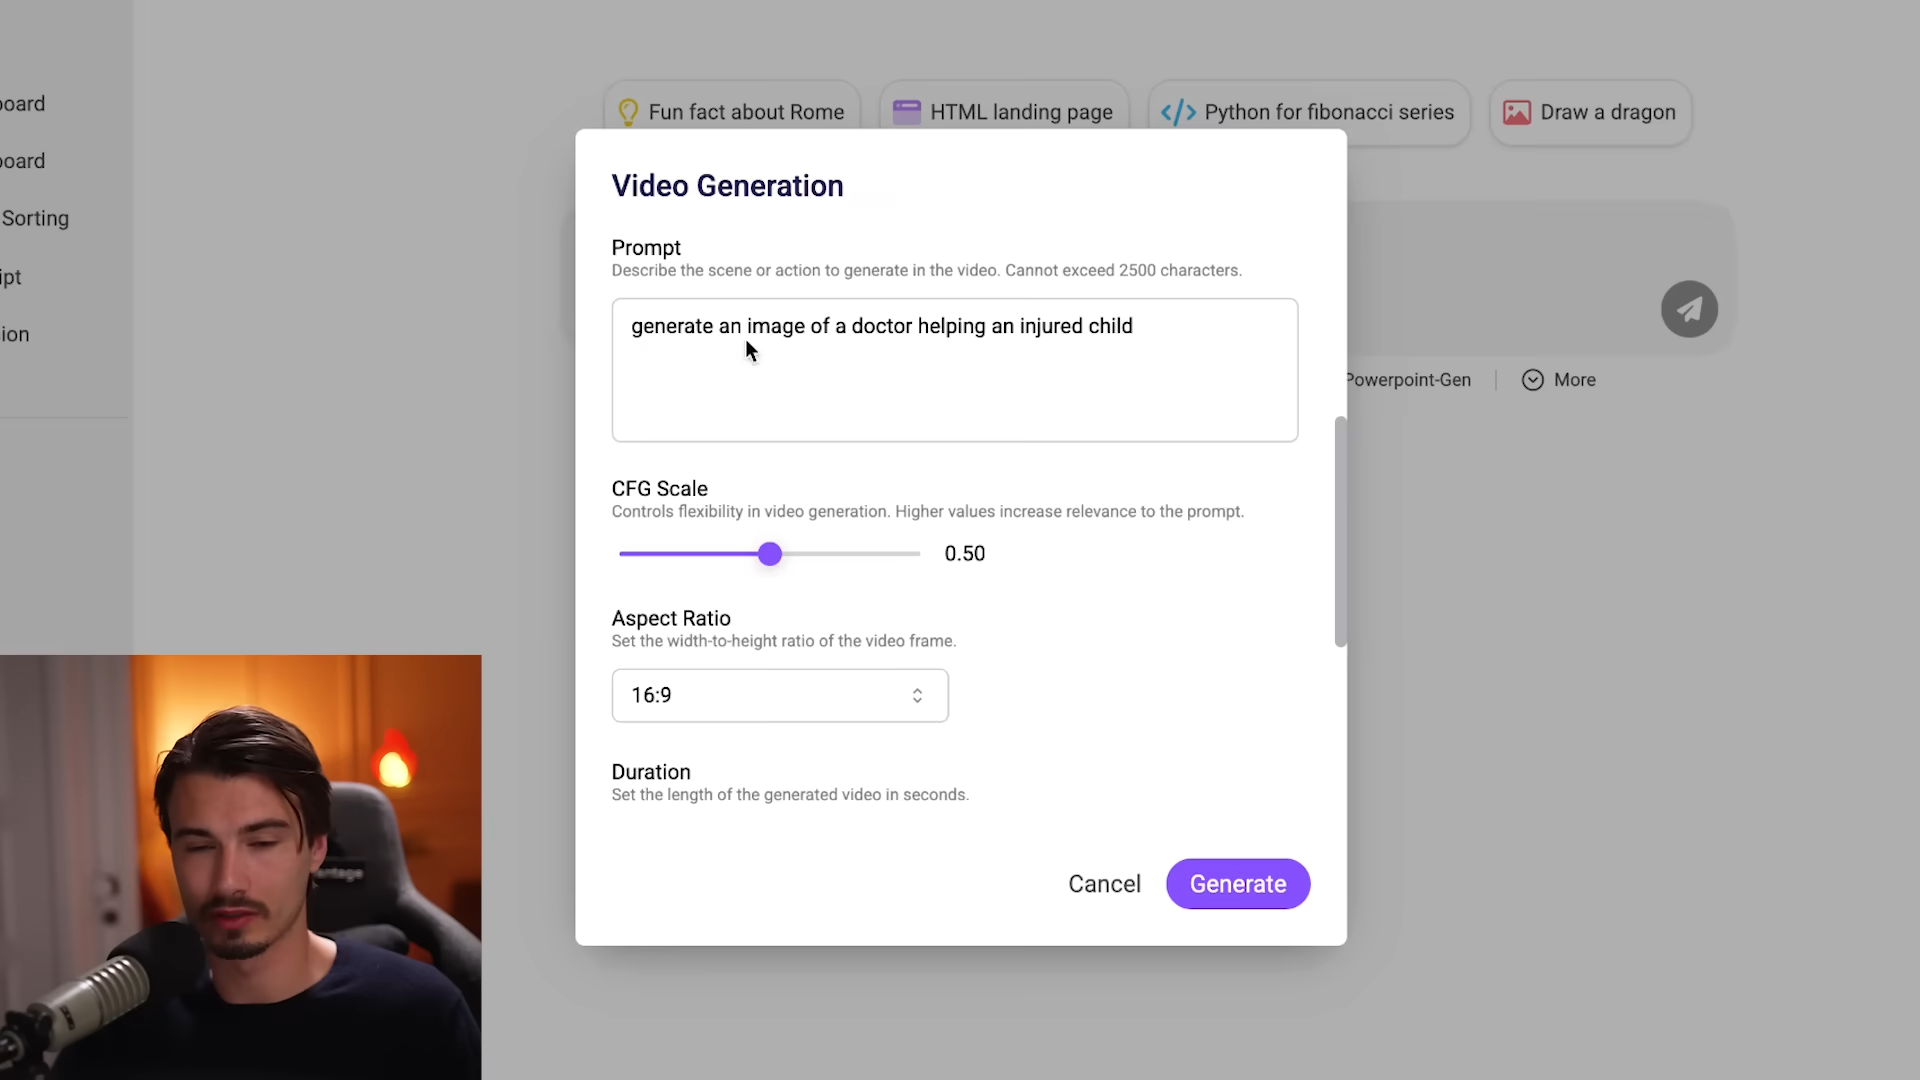 board
board
Sorting
ipt
ion
Fun fact about Rome
HTML landing page
Python for fibonacci series
Draw a dragon
Video Generation
Prompt
Describe the scene or action to generate in the video. Cannot exceed 2500 characters.
generate an image of a doctor helping an injured child
Powerpoint-Gen
More
CFG Scale
Controls flexibility in video generation. Higher values increase relevance to the prompt.
0.50
Aspect Ratio
Set the width-to-height ratio of the video frame.
16:9
Duration
Set the length of the generated video in seconds.
Cancel
Generate
antage